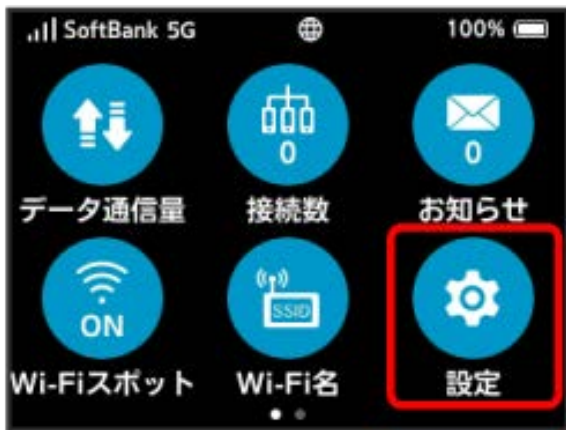 SoftBank 5G 100%
0 0
データ通信量 接続数 お知らせ
ON SSID
Wi-Fiスポット Wi-Fi名 設定